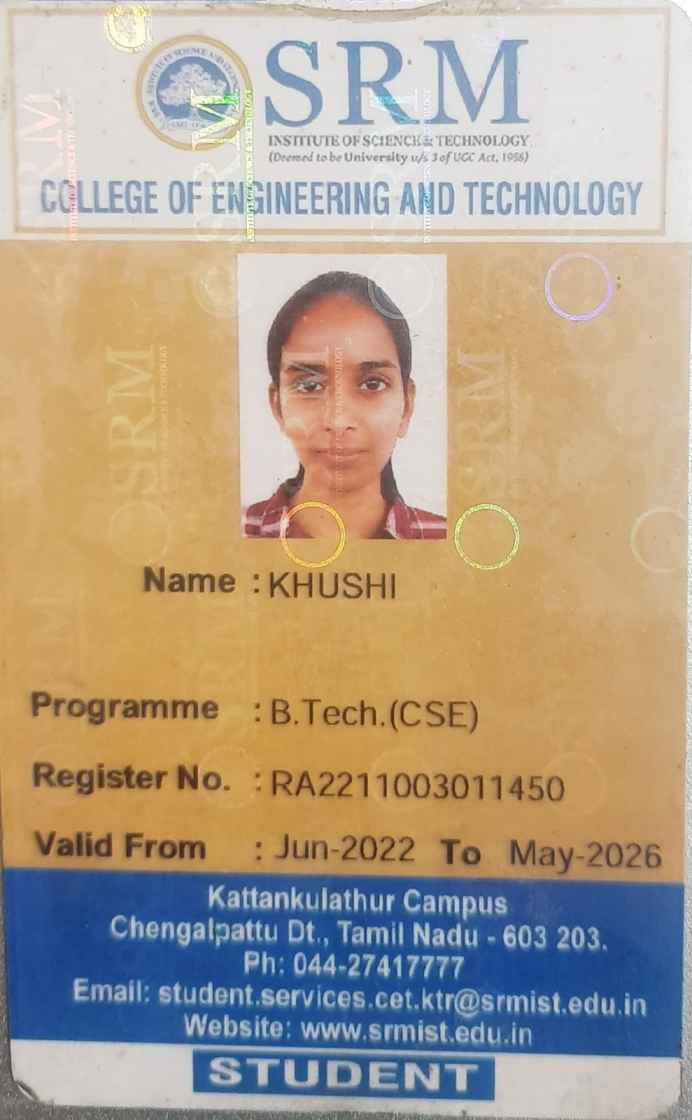 SRM
INSTITUTE OF SCIENCE & TECHNOLOGY
(Deemed to be University u/s 3 of UGC Act, 1956)
COLLEGE OF ENGINEERING AND TECHNOLOGY
Name : KHUSHI
Programme : B.Tech.(CSE)
Register No. : RA2211003011450
Valid From : Jun-2022 To May-2026
Kattankulathur Campus
Chengalpattu Dt., Tamil Nadu - 603 203.
Ph: 044-27417777
Email: student.services.cet.ktr@srmist.edu.in
Website: www.srmist.edu.in
STUDENT